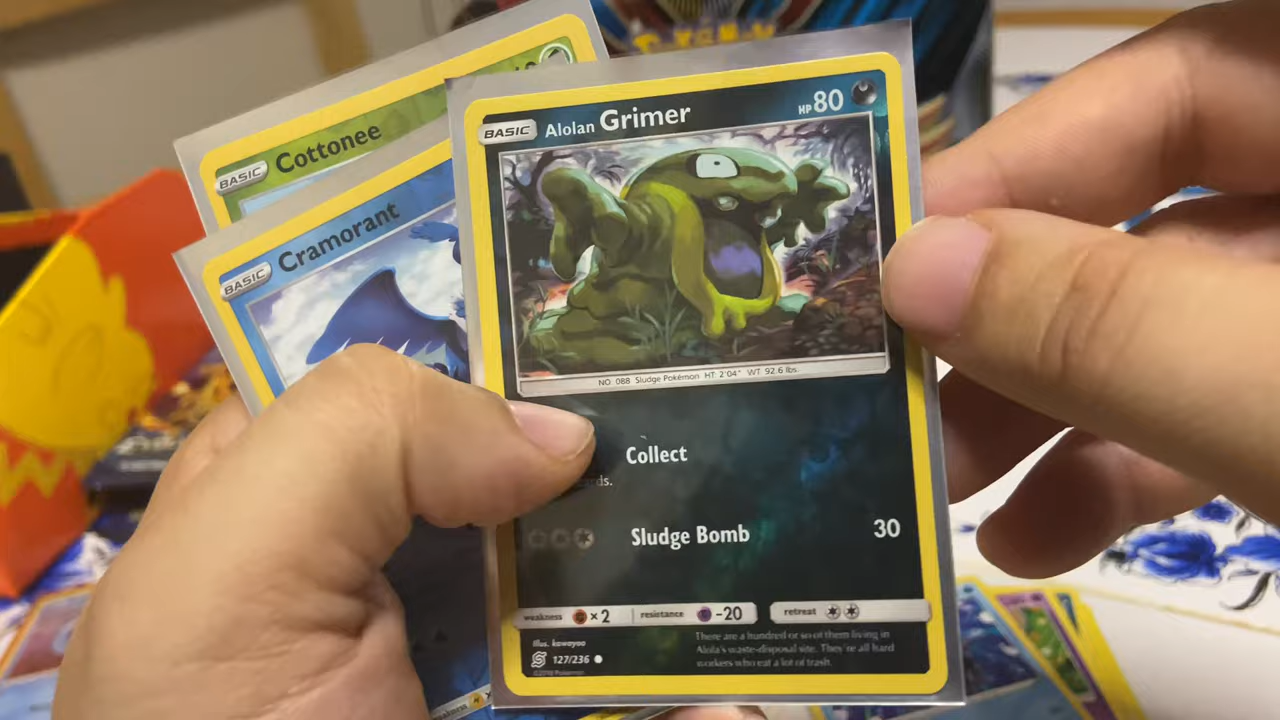 BASIC Cottonee
BASIC Cramorant
BASIC Alolan Grimer HP 80
NO. 088 Sludge Pokémon HT: 2'04" WT: 92.6 lbs.
Collect
Sludge Bomb 30
weakness ×2 resistance -20 retreat
Illus. kawayoo
127/236
There are a hundred or so of them living in
Alola's waste-disposal site. They're all hard
workers who eat a lot of trash.